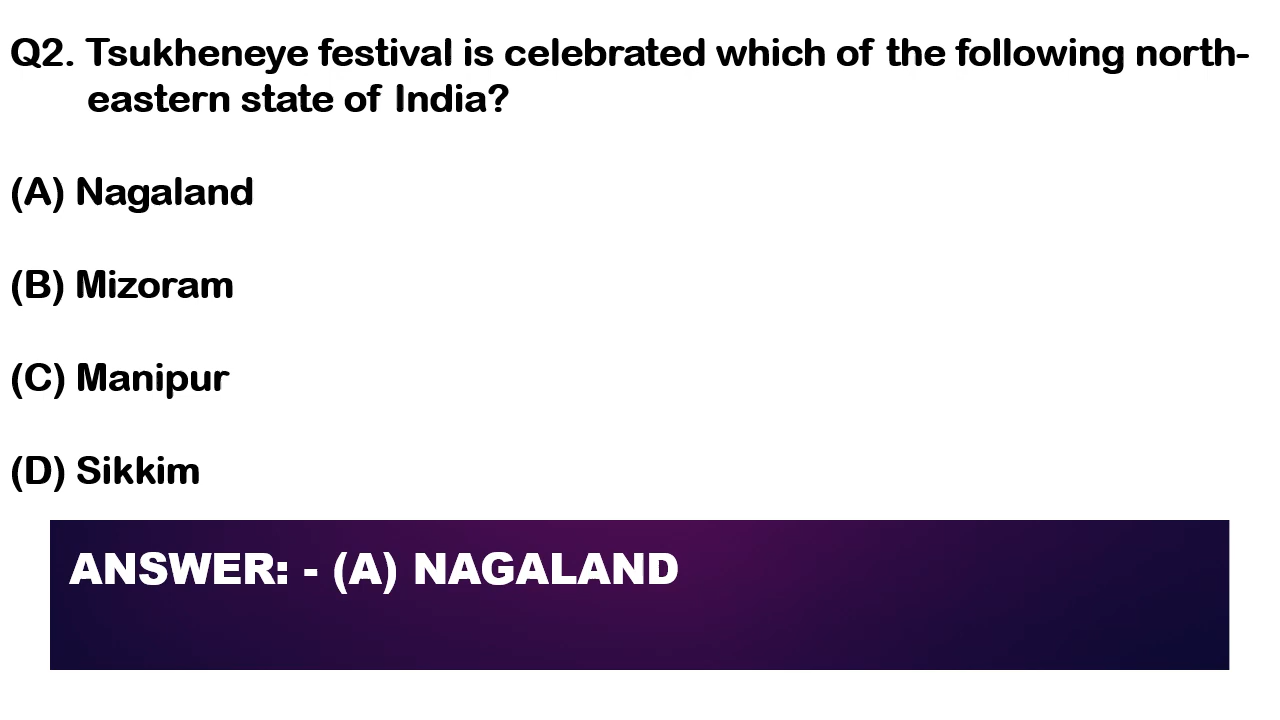 Q2. Tsukheneye festival is celebrated which of the following north-
eastern state of India?
(A) Nagaland
(B) Mizoram
(C) Manipur
(D) Sikkim
ANSWER: - (A) NAGALAND